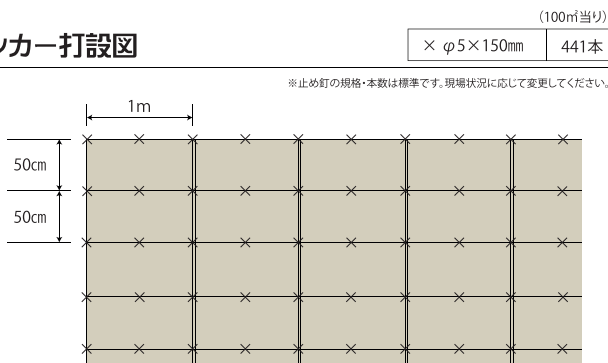 (100㎡当り)
ンカー打設図
× φ5×150㎜ 441本
※止め釘の規格・本数は標準です。現場状況に応じて変更してください。
1m
50㎝
50㎝